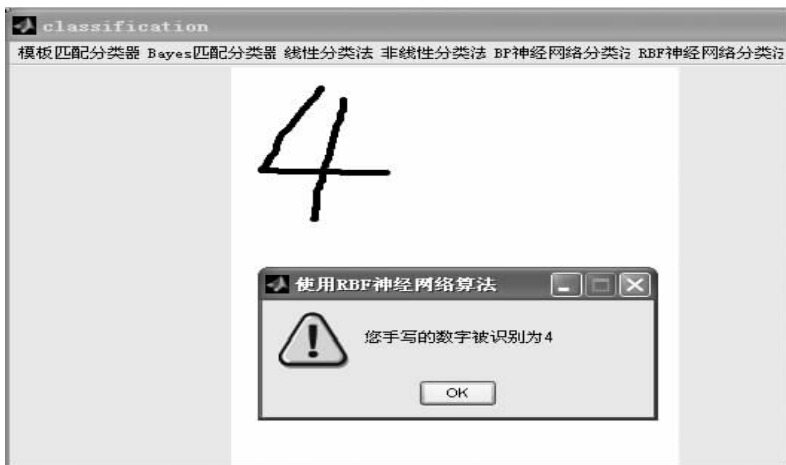 classification
模板匹配分类器 Bayes匹配分类器 线性分类法 非线性分类法 BP神经网络分类 RBF神经网络分类
4
使用RBF神经网络算法
您手写的数字被识别为4
OK